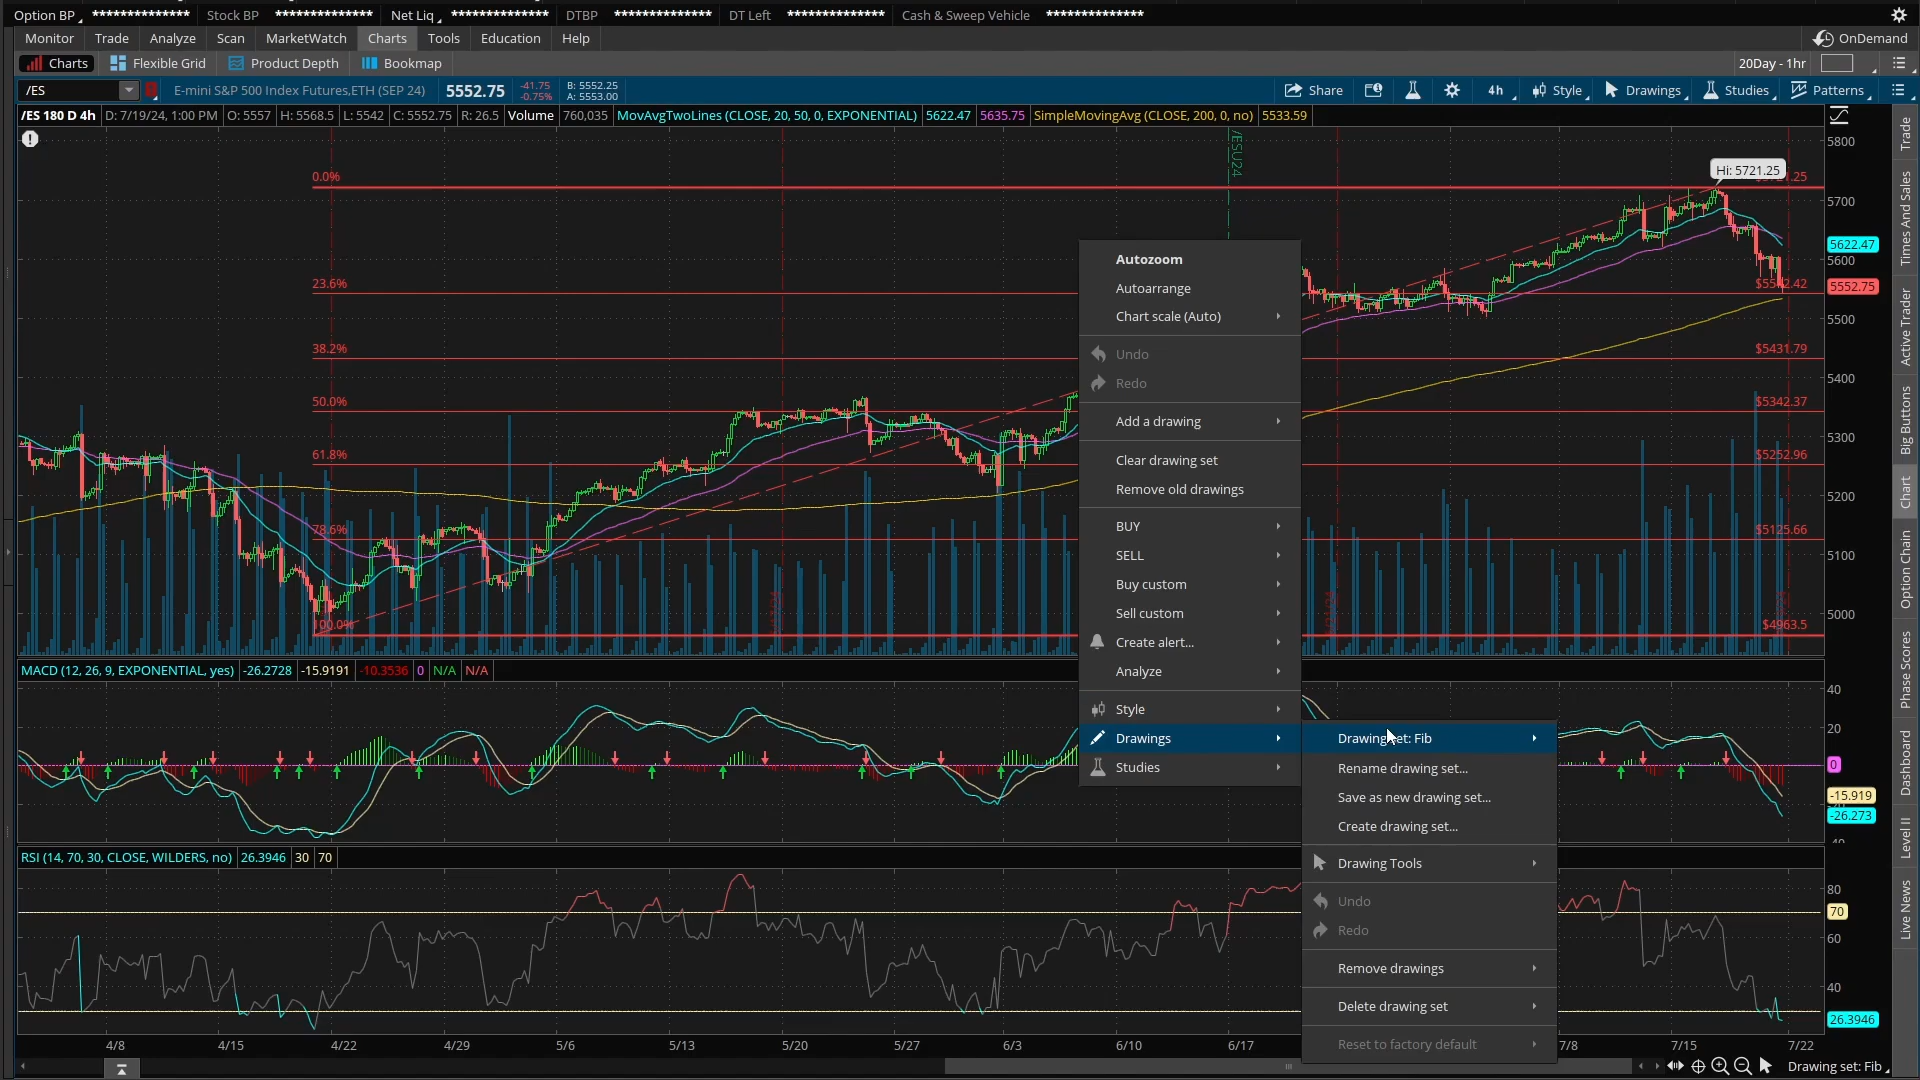 Option BP ************** Stock BP ************** Net Liq ************** DTBP ************** DT Left ************** Cash & Sweep Vehicle **************
Monitor Trade Analyze Scan MarketWatch Charts Tools Education Help OnDemand
Charts Flexible Grid Product Depth Bookmap 20Day - 1hr
/ES E-mini S&P 500 Index Futures,ETH (SEP 24) 5552.75 -41.75 B: 5552.25
-0.75% A: 5553.00
Share 4h Style Drawings Studies Patterns
/ES 180 D 4h D: 7/19/24, 1:00 PM O: 5557 H: 5568.5 L: 5542 C: 5552.75 R: 26.5 Volume 760,035 MovAvgTwoLines (CLOSE, 20, 50, 0, EXPONENTIAL) 5622.47 5635.75 SimpleMovingAvg (CLOSE, 200, 0, no) 5533.59
/ESU24
Hi: 5721.25
0.0%
23.6%
38.2% $5431.79
50.0% $5342.37
61.8% $5252.96
78.6% $5125.66
100.0% $4963.5
5800
5700
5622.47
5600
5552.75
5500
5400
5300
5200
5100
5000
Autozoom
Autoarrange
Chart scale (Auto)
Undo
Redo
Add a drawing
Clear drawing set
Remove old drawings
BUY
SELL
Buy custom
Sell custom
Create alert...
Analyze
Style
Drawings
Studies
Drawing set: Fib
Rename drawing set...
Save as new drawing set...
Create drawing set...
Drawing Tools
Undo
Redo
Remove drawings
Delete drawing set
Reset to factory default
MACD (12, 26, 9, EXPONENTIAL, yes) -26.2728 -15.9191 -10.3536 0 N/A N/A
40
20
0
-15.919
-26.273
-40
RSI (14, 70, 30, CLOSE, WILDERS, no) 26.3946 30 70
80
70
60
40
26.3946
4/8 4/15 4/22 4/29 5/6 5/13 5/20 5/27 6/3 6/10 6/17 7/8 7/15 7/22
Drawing set: Fib
Trade
Times And Sales
Active Trader
Big Buttons
Chart
Option Chain
Phase Scores
Dashboard
Level II
Live News